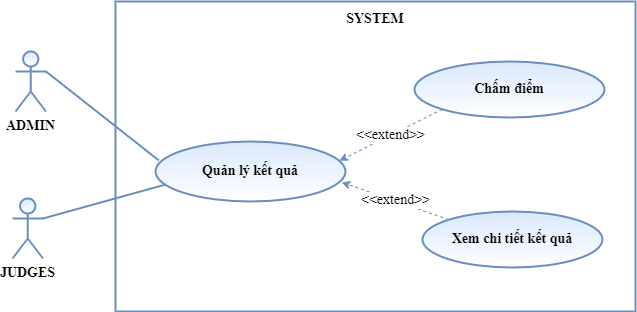 SYSTEM
Chấm điểm
ADMIN
<<extend>>
Quản lý kết quả
<<extend>>
Xem chi tiết kết quả
JUDGES